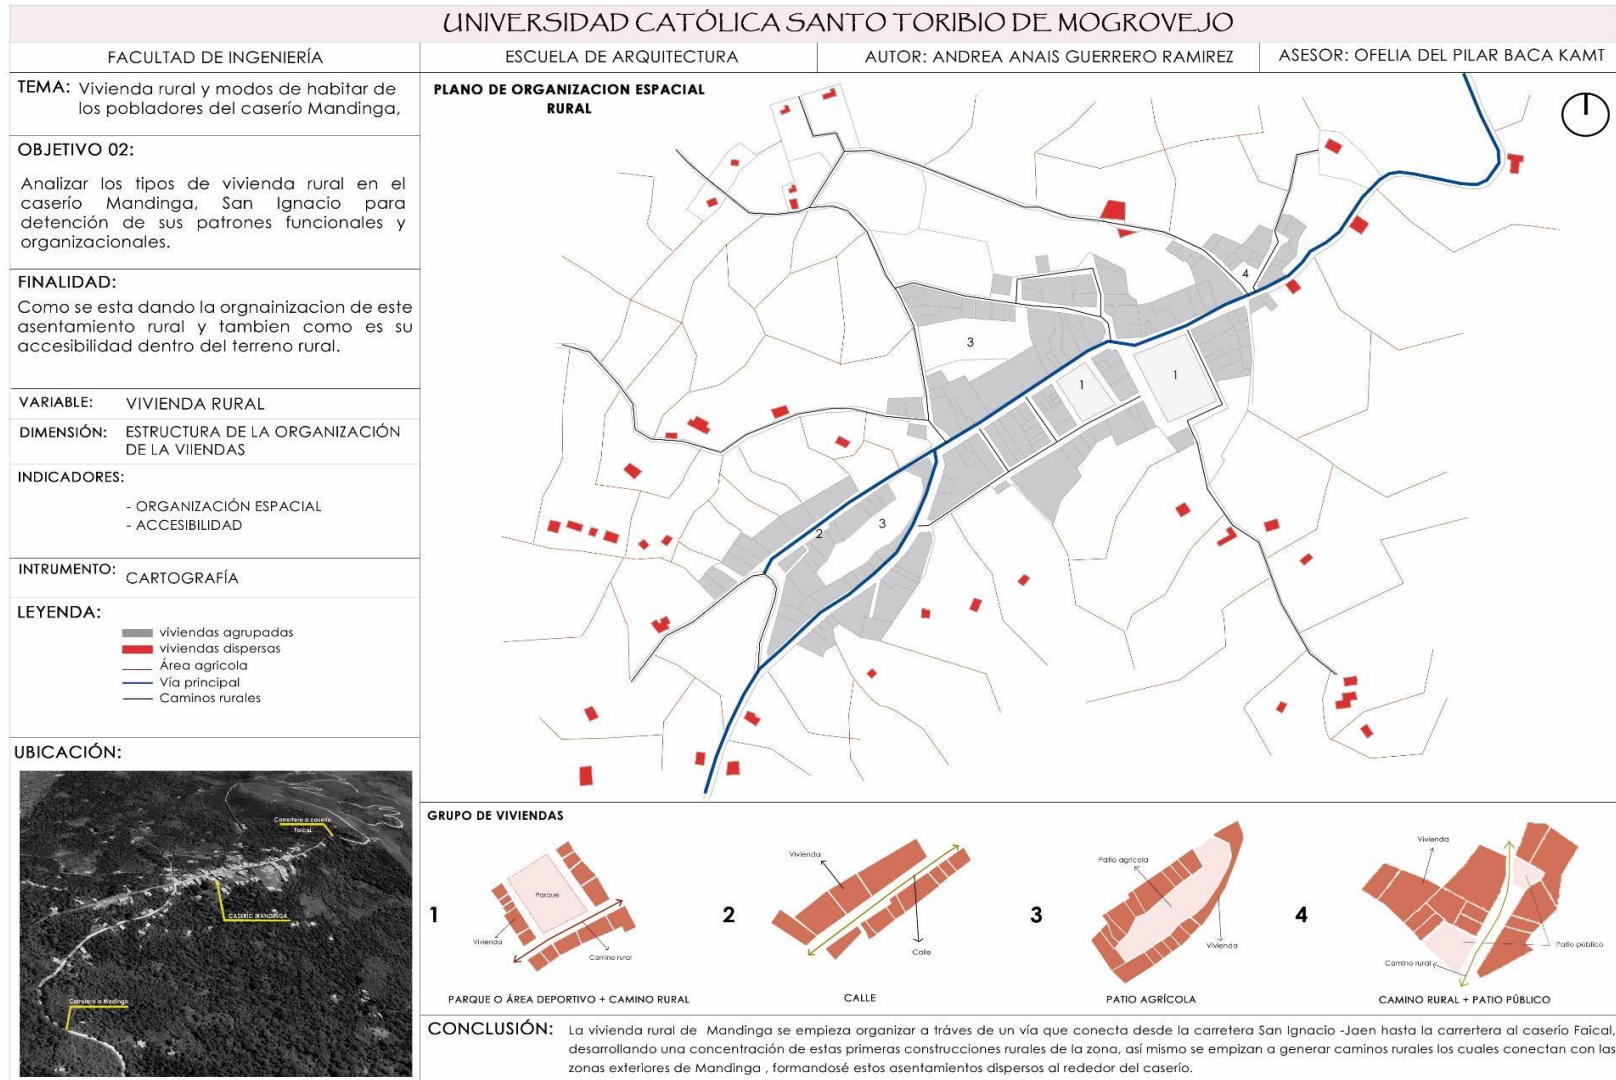 UNIVERSIDAD CATÓLICA SANTO TORIBIO DE MOGROVEJO
FACULTAD DE INGENIERÍA
ESCUELA DE ARQUITECTURA
AUTOR: ANDREA ANAIS GUERRERO RAMIREZ
ASESOR: OFELIA DEL PILAR BACA KAMT
TEMA: Vivienda rural y modos de habitar de
los pobladores del caserío Mandinga,
OBJETIVO 02:
Analizar los tipos de vivienda rural en el
caserío Mandinga, San Ignacio para
detención de sus patrones funcionales y
organizacionales.
FINALIDAD:
Como se esta dando la orgnainizacion de este
asentamiento rural y tambien como es su
accesibilidad dentro del terreno rural.
VARIABLE: VIVIENDA RURAL
DIMENSIÓN: ESTRUCTURA DE LA ORGANIZACIÓN
DE LA VIIENDAS
INDICADORES:
- ORGANIZACIÓN ESPACIAL
- ACCESIBILIDAD
INTRUMENTO: CARTOGRAFÍA
LEYENDA:
viviendas agrupadas
viviendas dispersas
Área agricola
Vía principal
Caminos rurales
UBICACIÓN:
Carretera a caserío
Faical
CASERÍO MANDINGA
Carretera a Madinga
PLANO DE ORGANIZACION ESPACIAL
RURAL
4
3
1
1
3
2
GRUPO DE VIVIENDAS
1
Parque
Vivienda
Camino rural
PARQUE O ÁREA DEPORTIVO + CAMINO RURAL
2
Vivienda
Calle
CALLE
3
Patio agrícola
Vivienda
PATIO AGRÍCOLA
4
Vivienda
Patio público
Camino rural
CAMINO RURAL + PATIO PÚBLICO
CONCLUSIÓN: La vivienda rural de Mandinga se empieza organizar a tráves de un vía que conecta desde la carretera San Ignacio -Jaen hasta la carrertera al caserío Faical,
desarrollando una concentración de estas primeras construcciones rurales de la zona, así mismo se empizan a generar caminos rurales los cuales conectan con las
zonas exteriores de Mandinga , formandosé estos asentamientos dispersos al rededor del caserío.